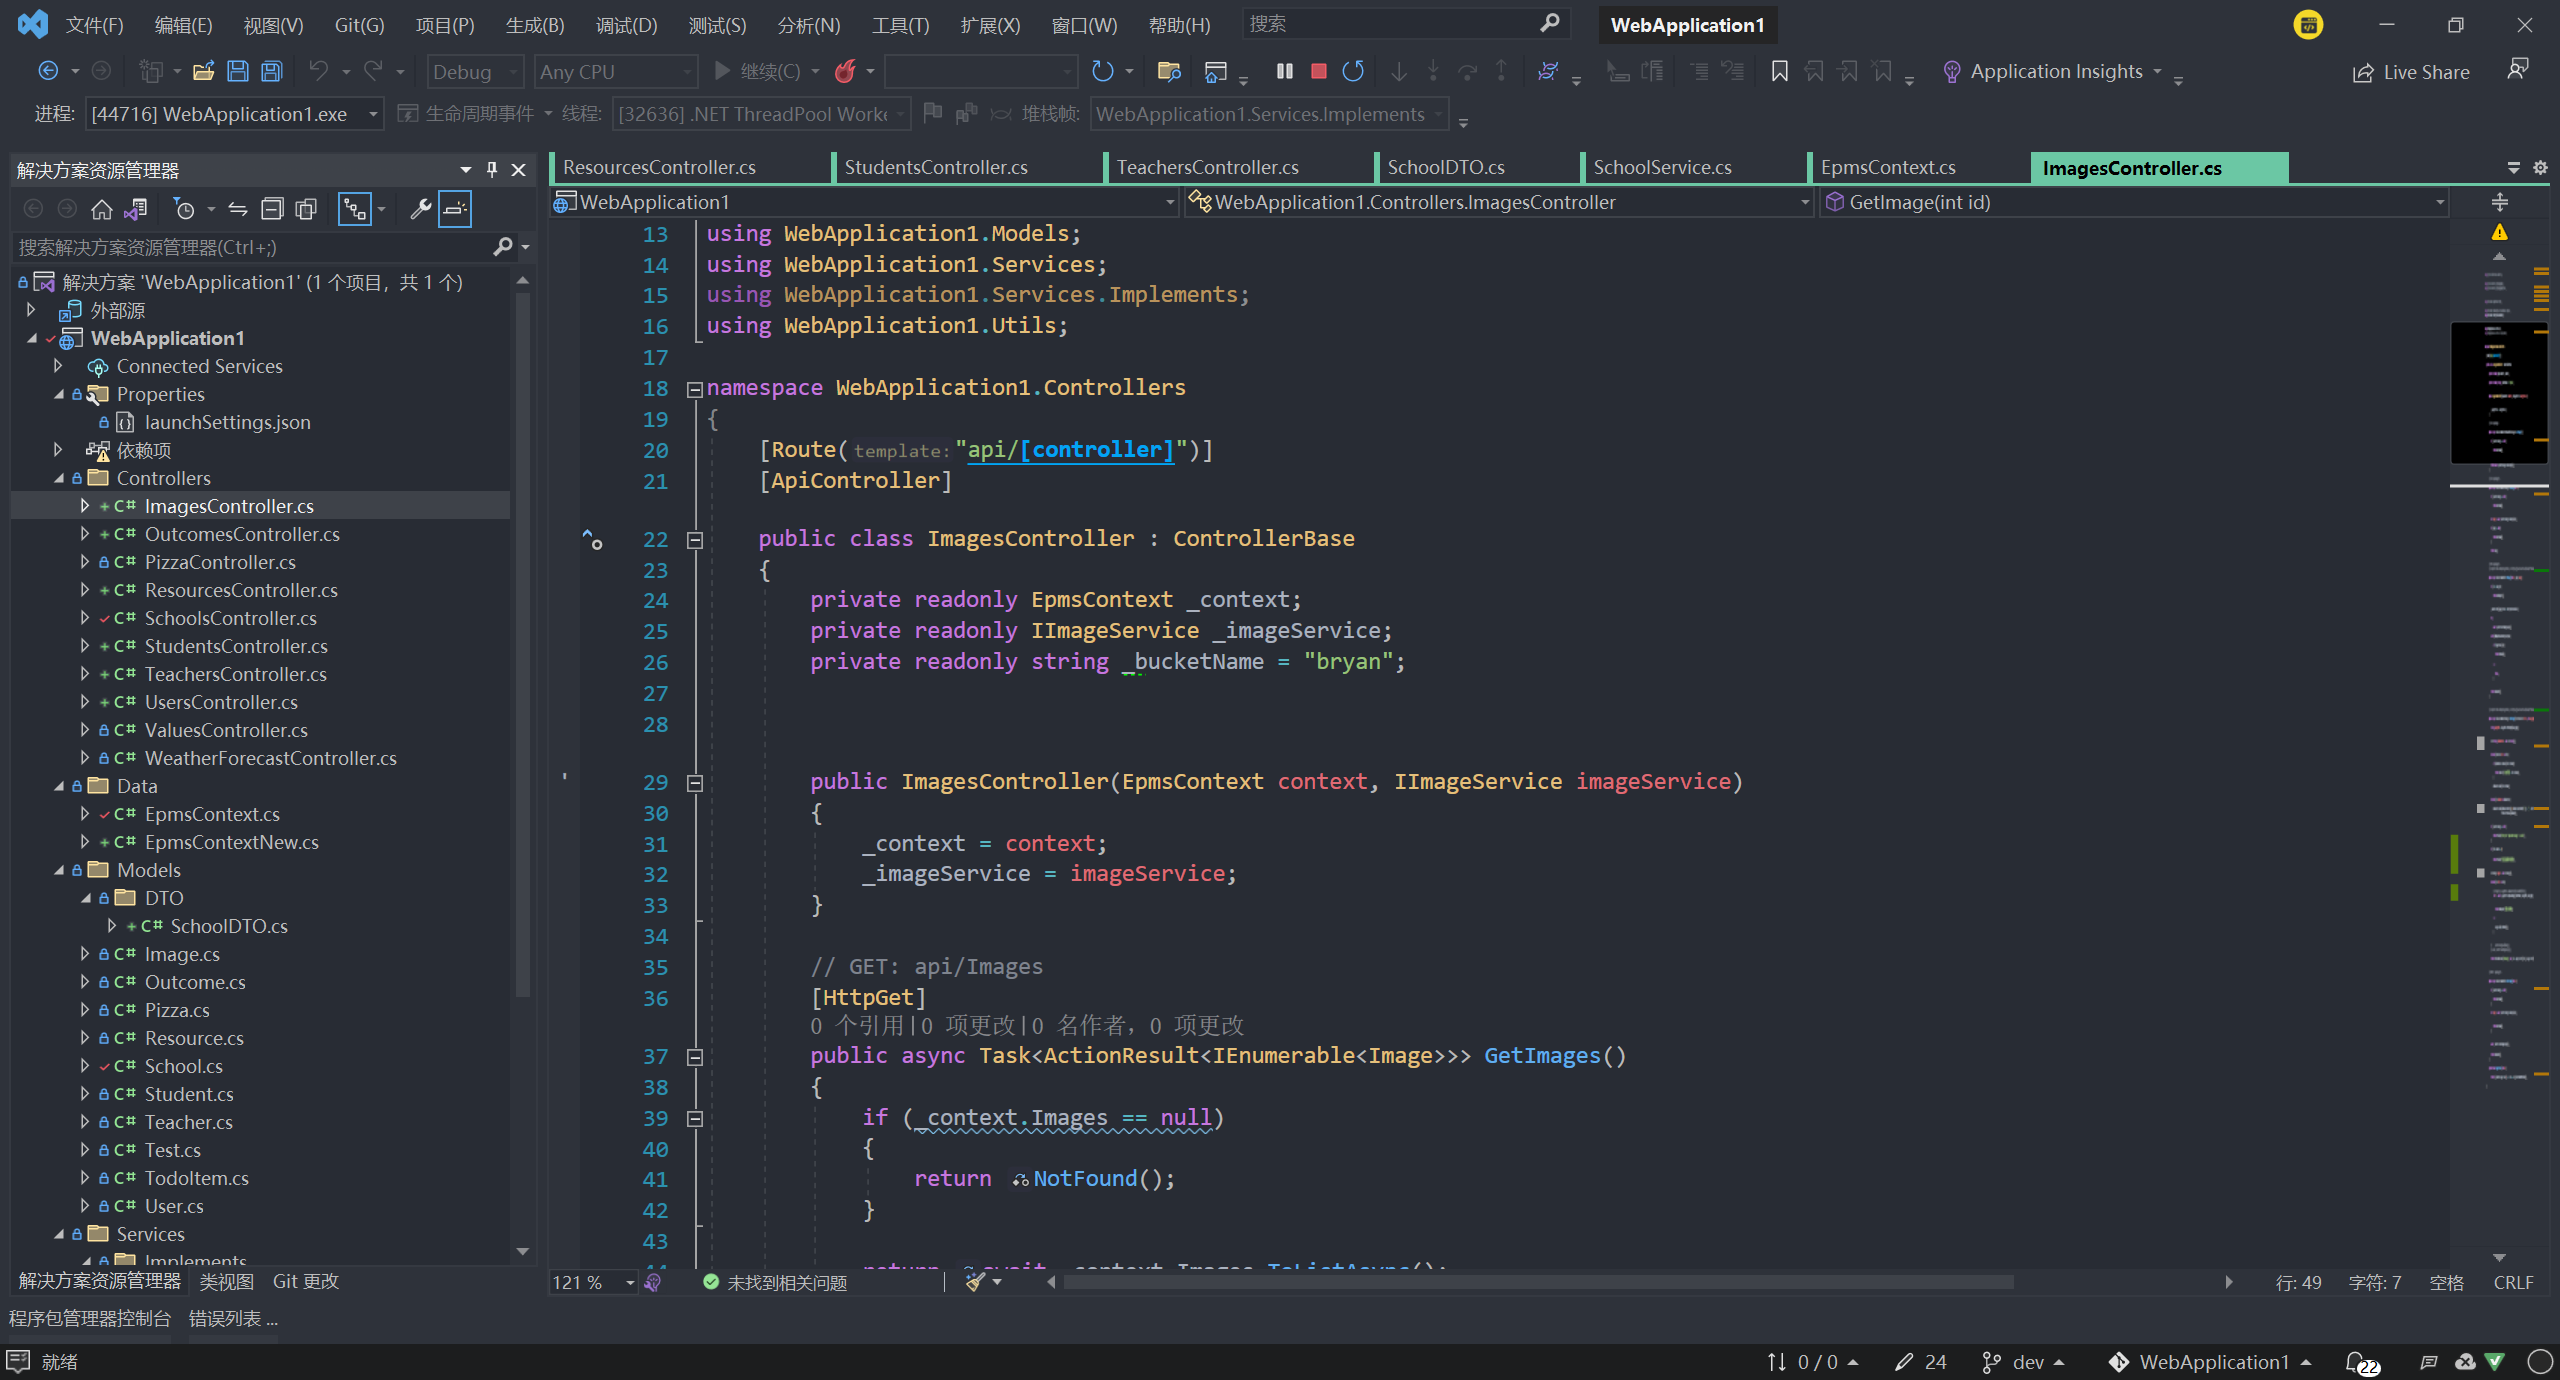 文件(F) 编辑(E) 视图(V) Git(G) 项目(P) 生成(B) 调试(D) 测试(S) 分析(N) 工具(T) 扩展(X) 窗口(W) 帮助(H) 搜索 WebApplication1
Debug Any CPU 继续(C) Application Insights Live Share
进程: [44716] WebApplication1.exe 生命周期事件 线程: [32636] .NET ThreadPool Worke 堆栈帧: WebApplication1.Services.Implements
解决方案资源管理器
搜索解决方案资源管理器(Ctrl+;)
解决方案 'WebApplication1' (1 个项目，共 1 个)
外部源
WebApplication1
Connected Services
Properties
launchSettings.json
依赖项
Controllers
C# ImagesController.cs
C# OutcomesController.cs
C# PizzaController.cs
C# ResourcesController.cs
C# SchoolsController.cs
C# StudentsController.cs
C# TeachersController.cs
C# UsersController.cs
C# ValuesController.cs
C# WeatherForecastController.cs
Data
C# EpmsContext.cs
C# EpmsContextNew.cs
Models
DTO
C# SchoolDTO.cs
C# Image.cs
C# Outcome.cs
C# Pizza.cs
C# Resource.cs
C# School.cs
C# Student.cs
C# Teacher.cs
C# Test.cs
C# TodoItem.cs
C# User.cs
Services
Implements
解决方案资源管理器 类视图 Git 更改
ResourcesController.cs StudentsController.cs TeachersController.cs SchoolDTO.cs SchoolService.cs EpmsContext.cs ImagesController.cs
WebApplication1 WebApplication1.Controllers.ImagesController GetImage(int id)
13 using WebApplication1.Models;
14 using WebApplication1.Services;
15 using WebApplication1.Services.Implements;
16 using WebApplication1.Utils;
17
18 namespace WebApplication1.Controllers
19 {
20 [Route(template:"api/[controller]")]
21 [ApiController]
22 public class ImagesController : ControllerBase
23 {
24 private readonly EpmsContext _context;
25 private readonly IImageService _imageService;
26 private readonly string _bucketName = "bryan";
27
28
29 public ImagesController(EpmsContext context, IImageService imageService)
30 {
31 _context = context;
32 _imageService = imageService;
33 }
34
35 // GET: api/Images
36 [HttpGet]
0 个引用|0 项更改|0 名作者，0 项更改
37 public async Task<ActionResult<IEnumerable<Image>>> GetImages()
38 {
39 if (_context.Images == null)
40 {
41 return NotFound();
42 }
43
44 return await _context.Images.ToListAsync();
121 % 未找到相关问题 行: 49 字符: 7 空格 CRLF
程序包管理器控制台 错误列表 ...
就绪 0 / 0 24 dev WebApplication1 22